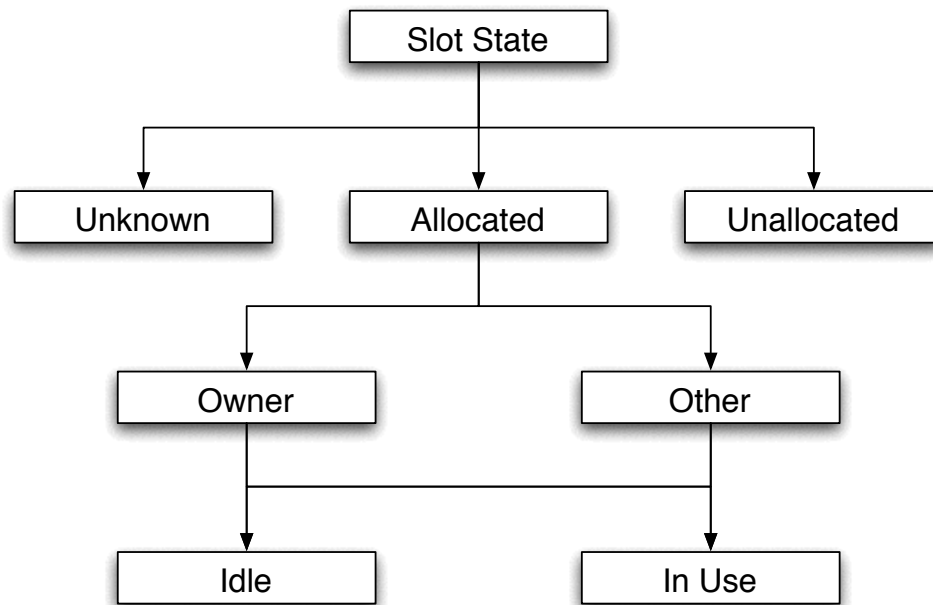 Slot State
Unknown
Allocated
Unallocated
Owner
Other
Idle
In Use